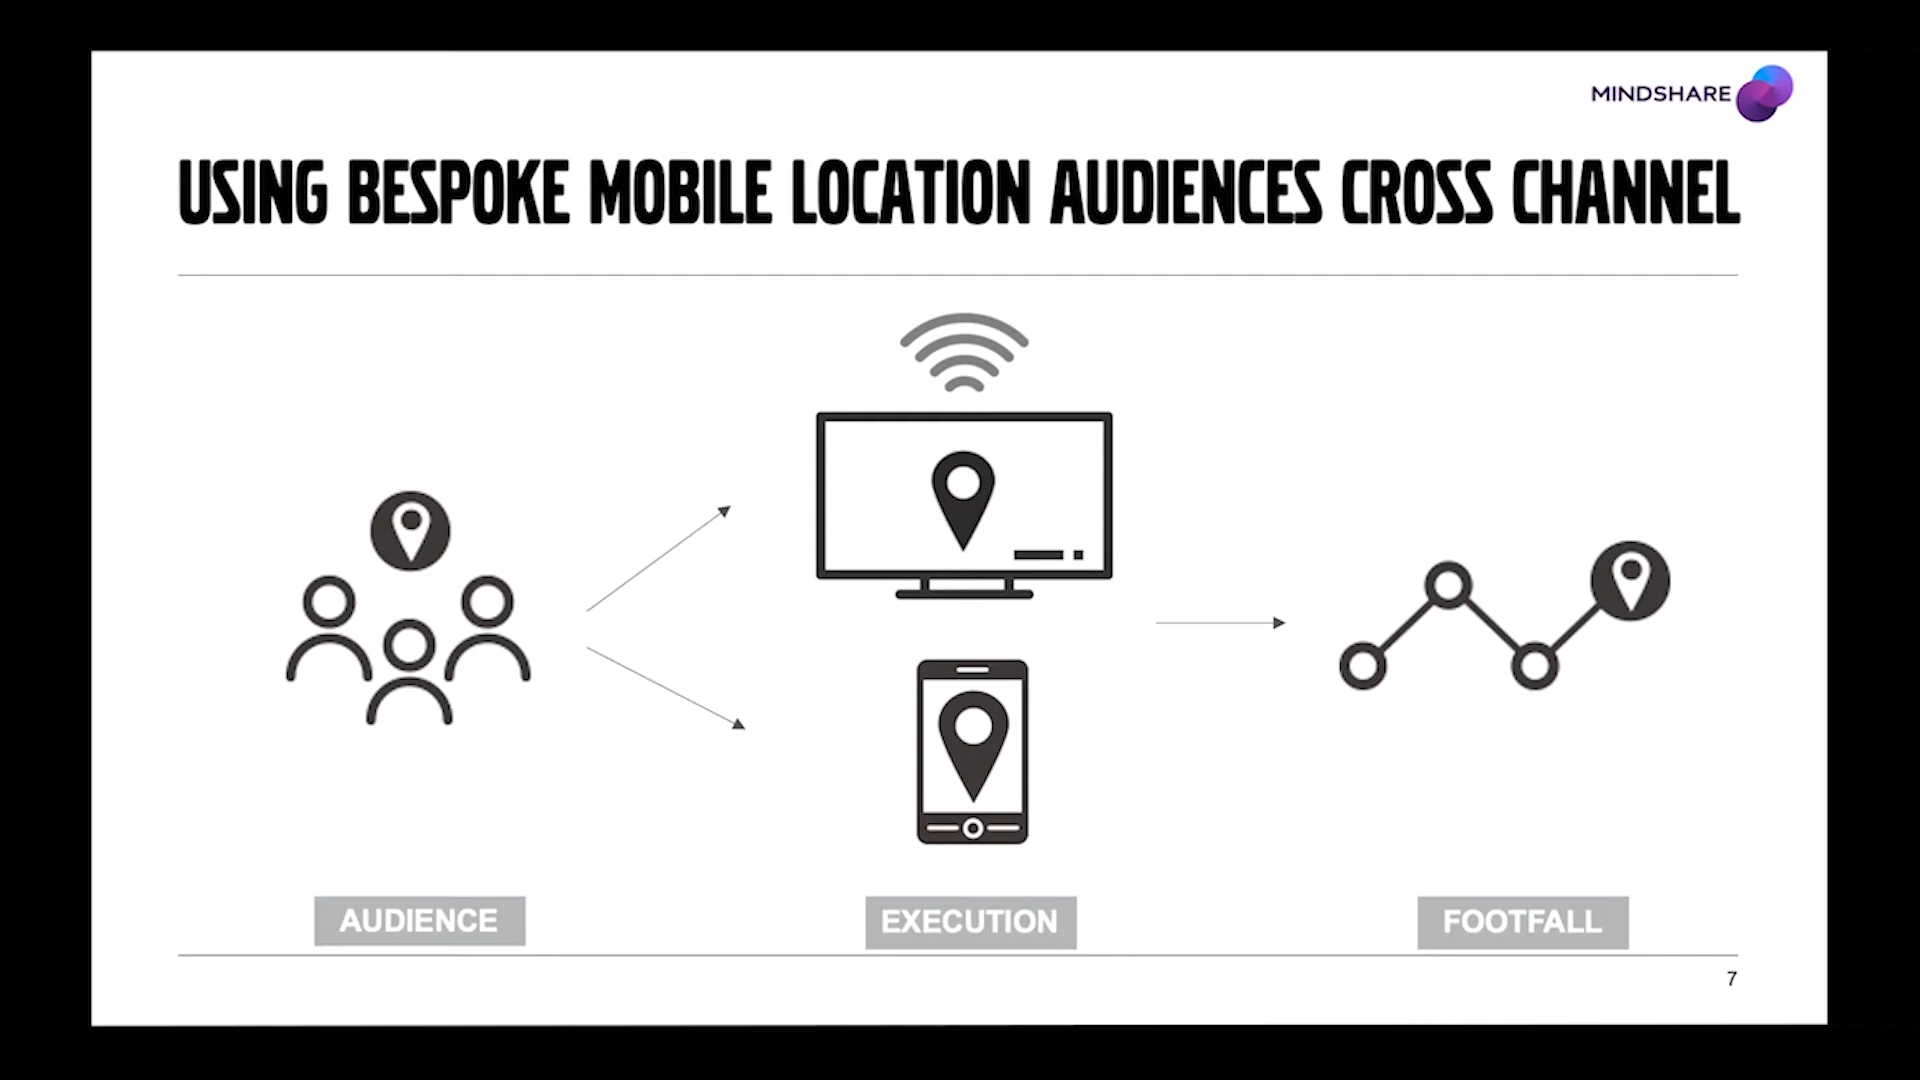 MINDSHARE
USING BESPOKE MOBILE LOCATION AUDIENCES CROSS CHANNEL
AUDIENCE
EXECUTION
FOOTFALL
7